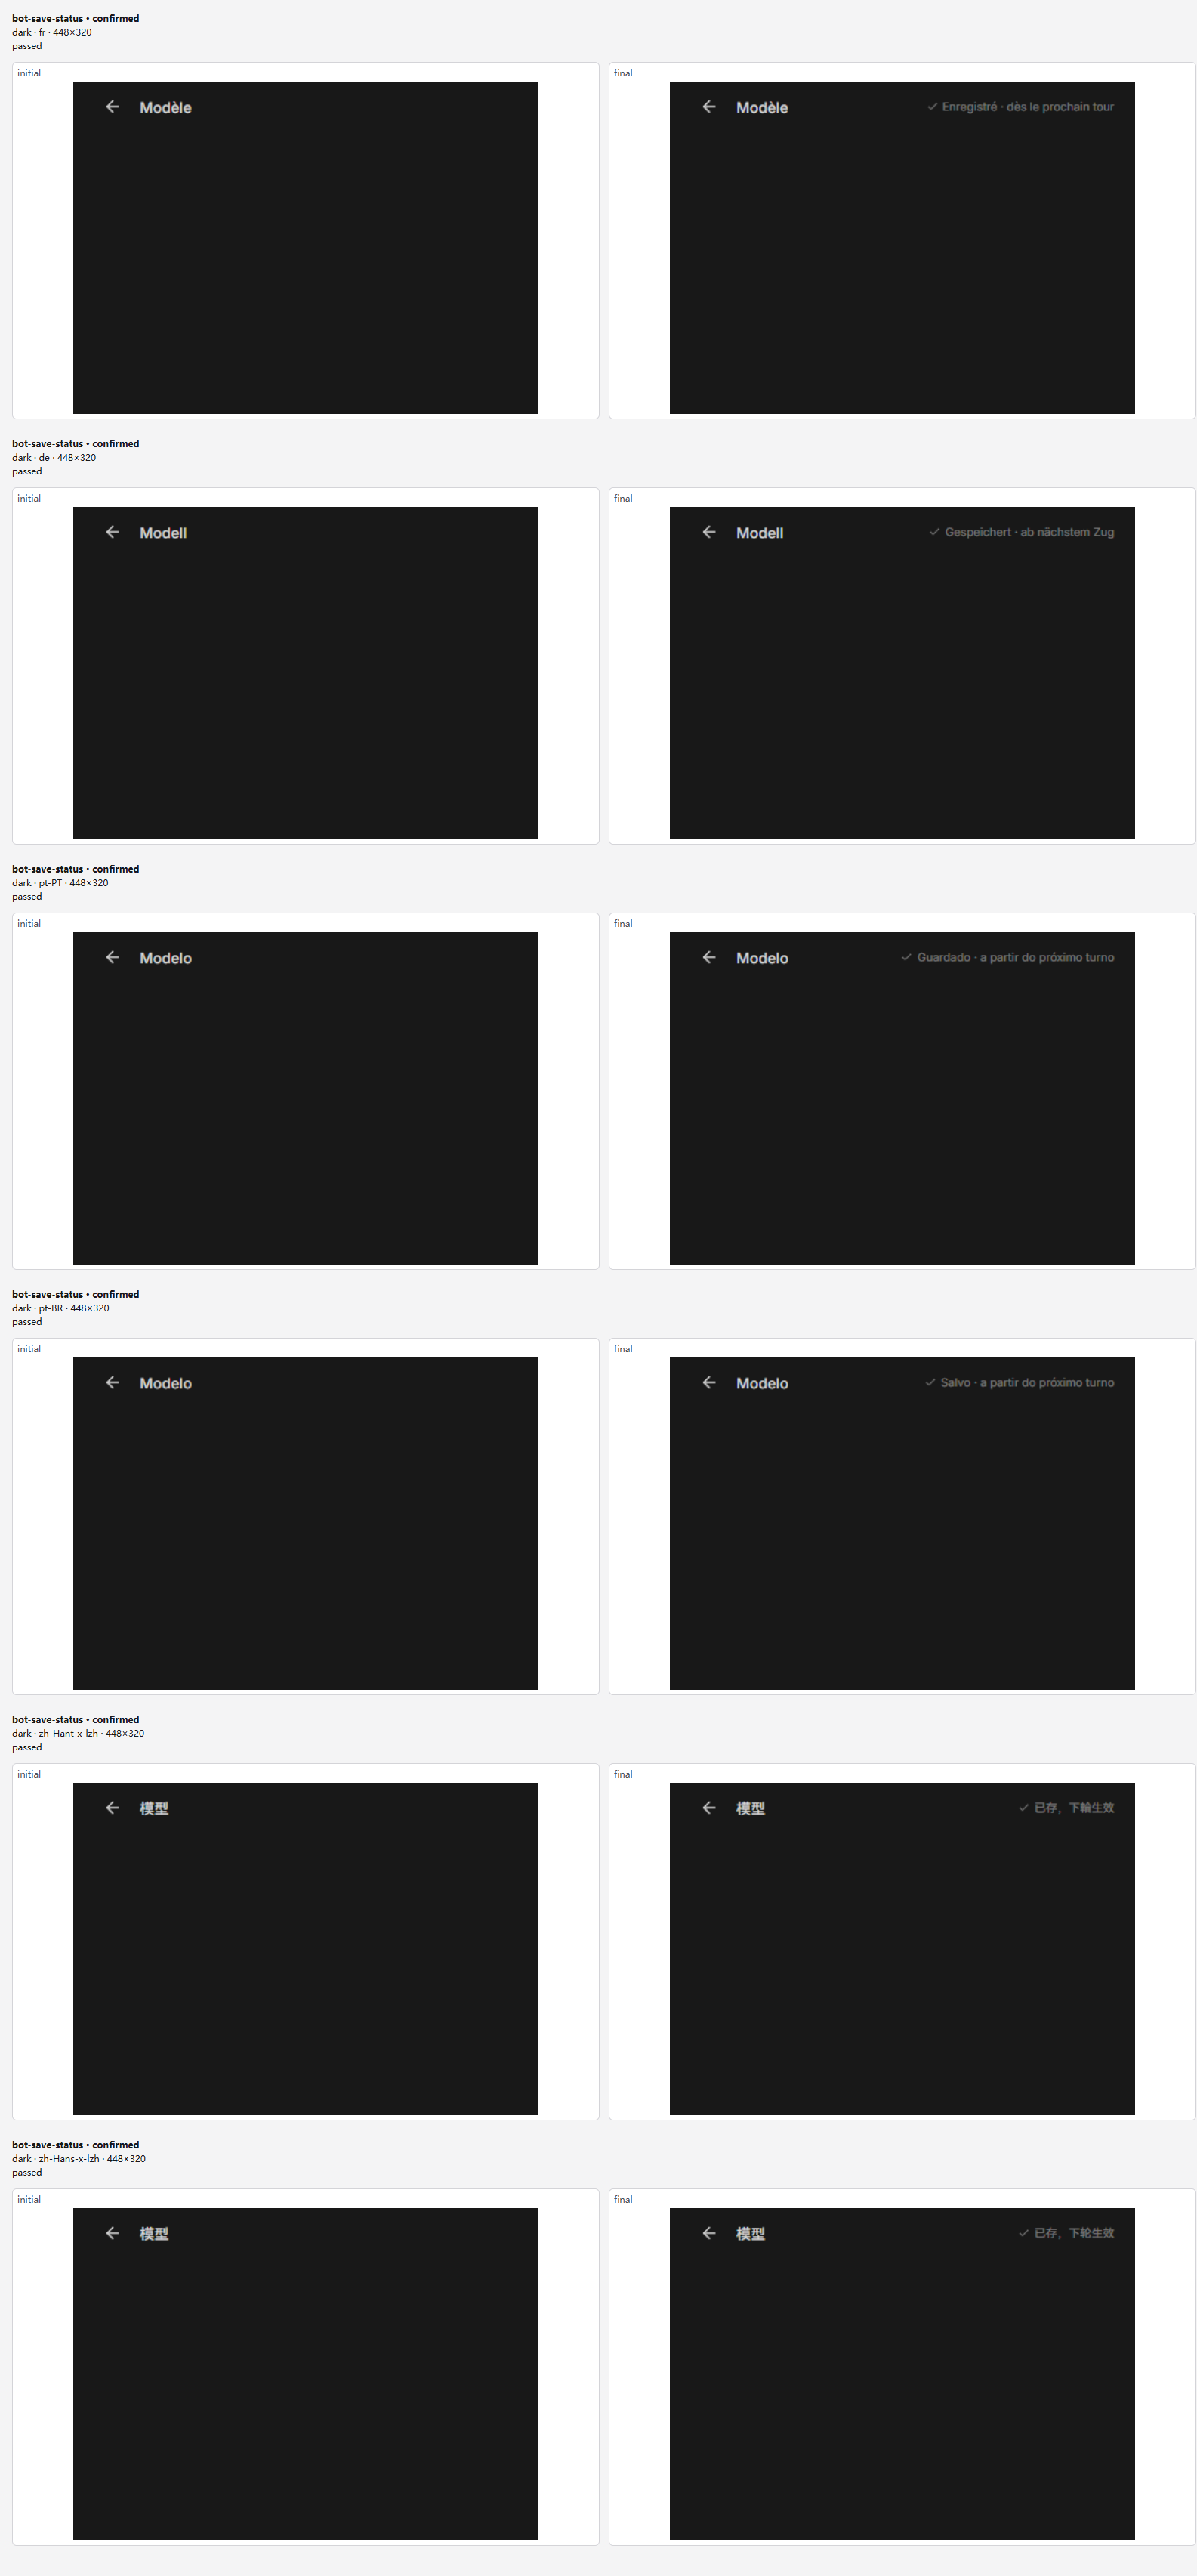 bot-save-status • confirmed
dark · fr · 448×320
passed
initial
Modèle
final
Modèle
Enregistré · dès le prochain tour
bot-save-status • confirmed
dark · de · 448×320
passed
initial
Modell
final
Modell
Gespeichert · ab nächstem Zug
bot-save-status • confirmed
dark · pt-PT · 448×320
passed
initial
Modelo
final
Modelo
Guardado · a partir do próximo turno
bot-save-status • confirmed
dark · pt-BR · 448×320
passed
initial
Modelo
final
Modelo
Salvo · a partir do próximo turno
bot-save-status • confirmed
dark · zh-Hant-x-lzh · 448×320
passed
initial
模型
final
模型
已存，下輪生效
bot-save-status • confirmed
dark · zh-Hans-x-lzh · 448×320
passed
initial
模型
final
模型
已存，下轮生效